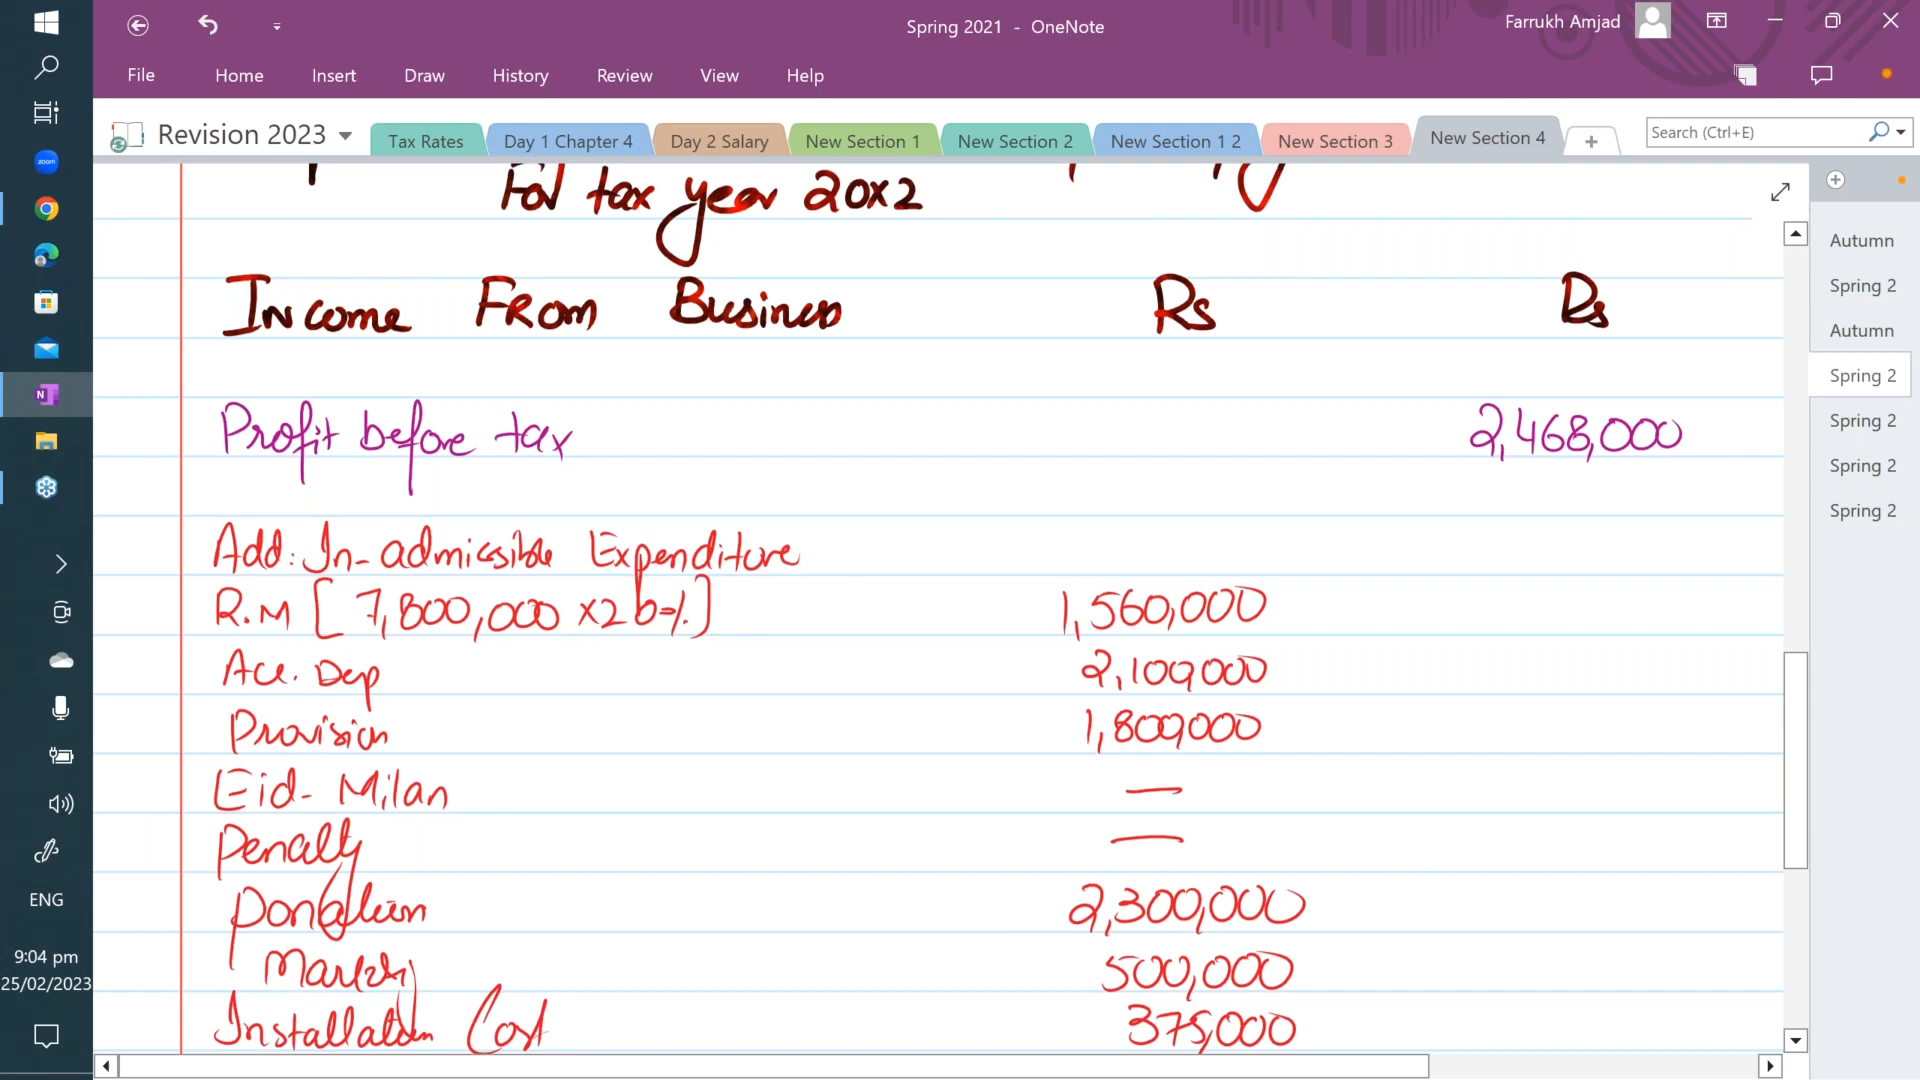 Spring 2021 - OneNote
Farrukh Amjad
File Home Insert Draw History Review View Help
Revision 2023
Tax Rates
Day 1 Chapter 4
Day 2 Salary
New Section 1
New Section 2
New Section 1 2
New Section 3
New Section 4
Search (Ctrl+E)
For tax year 20x2
Income From Business Rs Rs
Profit before tax 2,468,000
Add: In-admissible Expenditure
R.M [ 7,800,000 x20%] 1,560,000
Acc. Dep 2,100,000
Provision 1,800,000
Eid- Milan —
Penalty —
Donation 2,300,000
500,000
Installation Cost 375,000
Autumn
Spring 2
Autumn
Spring 2
Spring 2
Spring 2
Spring 2
zoom
N
ENG
9:04 pm
25/02/2023